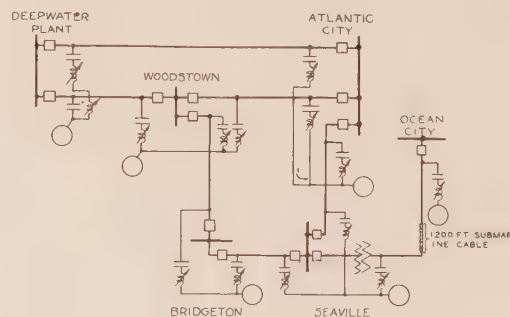 DEEPWATER
PLANT
ATLANTIC
CITY
WOODSTOWN
OCEAN
CITY
1200 FT SUBMAR
INE CABLE
BRIDGETON
SEAVILLE